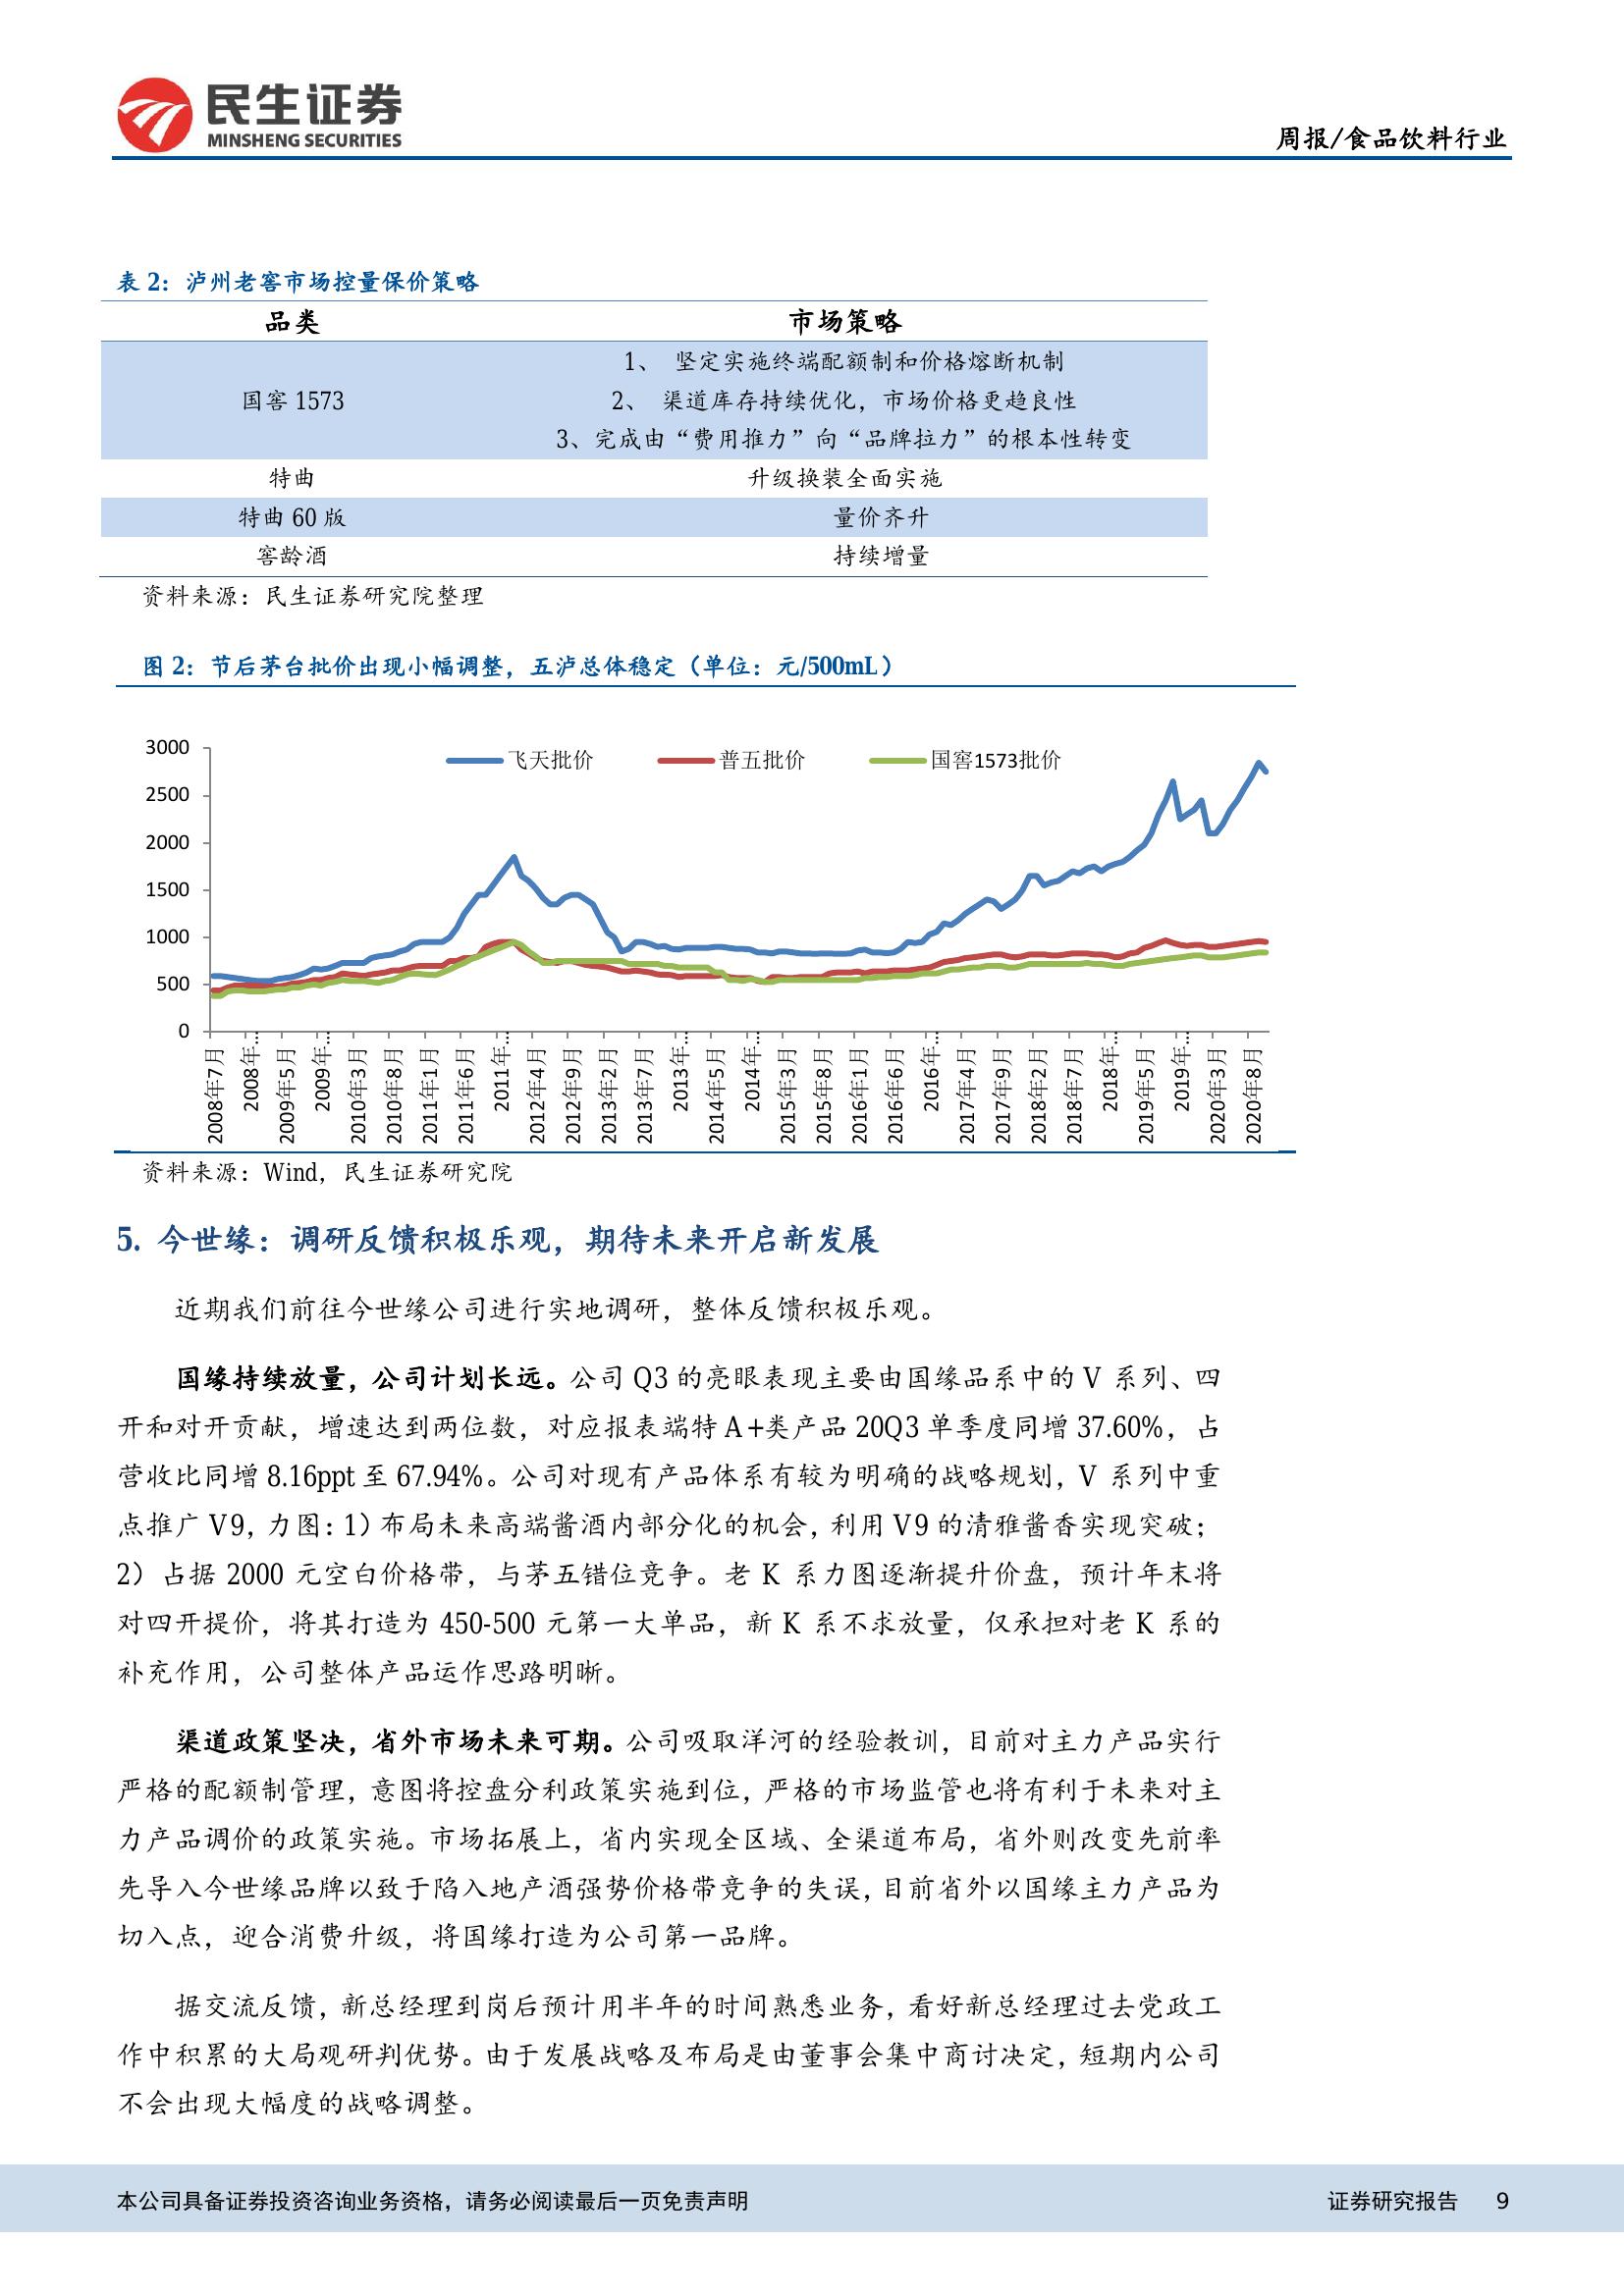 民生证券
MINSHENG SECURITIES
周报/食品饮料行业
表 2：泸州老窖市场控量保价策略
品类 市场策略
国窖 1573
1、 坚定实施终端配额制和价格熔断机制
2、 渠道库存持续优化，市场价格更趋良性
3、完成由“费用推力”向“品牌拉力”的根本性转变
特曲 升级换装全面实施
特曲 60 版 量价齐升
窖龄酒 持续增量
资料来源：民生证券研究院整理
图 2：节后茅台批价出现小幅调整，五泸总体稳定（单位：元/500mL）
飞天批价 普五批价 国窖1573批价
3000
2500
2000
1500
1000
500
0
2008年7月
2008年…
2009年5月
2009年…
2010年3月
2010年8月
2011年1月
2011年6月
2011年…
2012年4月
2012年9月
2013年2月
2013年7月
2013年…
2014年5月
2014年…
2015年3月
2015年8月
2016年1月
2016年6月
2016年…
2017年4月
2017年9月
2018年2月
2018年7月
2018年…
2019年5月
2019年…
2020年3月
2020年8月
资料来源：Wind，民生证券研究院
5. 今世缘：调研反馈积极乐观，期待未来开启新发展
近期我们前往今世缘公司进行实地调研，整体反馈积极乐观。
国缘持续放量，公司计划长远。公司 Q3 的亮眼表现主要由国缘品系中的 V 系列、四
开和对开贡献，增速达到两位数，对应报表端特 A+类产品 20Q3 单季度同增 37.60%，占
营收比同增 8.16ppt 至 67.94%。公司对现有产品体系有较为明确的战略规划，V 系列中重
点推广 V9，力图：1）布局未来高端酱酒内部分化的机会，利用 V9 的清雅酱香实现突破；
2）占据 2000 元空白价格带，与茅五错位竞争。老 K 系力图逐渐提升价盘，预计年末将
对四开提价，将其打造为 450-500 元第一大单品，新 K 系不求放量，仅承担对老 K 系的
补充作用，公司整体产品运作思路明晰。
渠道政策坚决，省外市场未来可期。公司吸取洋河的经验教训，目前对主力产品实行
严格的配额制管理，意图将控盘分利政策实施到位，严格的市场监管也将有利于未来对主
力产品调价的政策实施。市场拓展上，省内实现全区域、全渠道布局，省外则改变先前率
先导入今世缘品牌以致于陷入地产酒强势价格带竞争的失误，目前省外以国缘主力产品为
切入点，迎合消费升级，将国缘打造为公司第一品牌。
据交流反馈，新总经理到岗后预计用半年的时间熟悉业务，看好新总经理过去党政工
作中积累的大局观研判优势。由于发展战略及布局是由董事会集中商讨决定，短期内公司
不会出现大幅度的战略调整。
本公司具备证券投资咨询业务资格，请务必阅读最后一页免责声明 证券研究报告 9